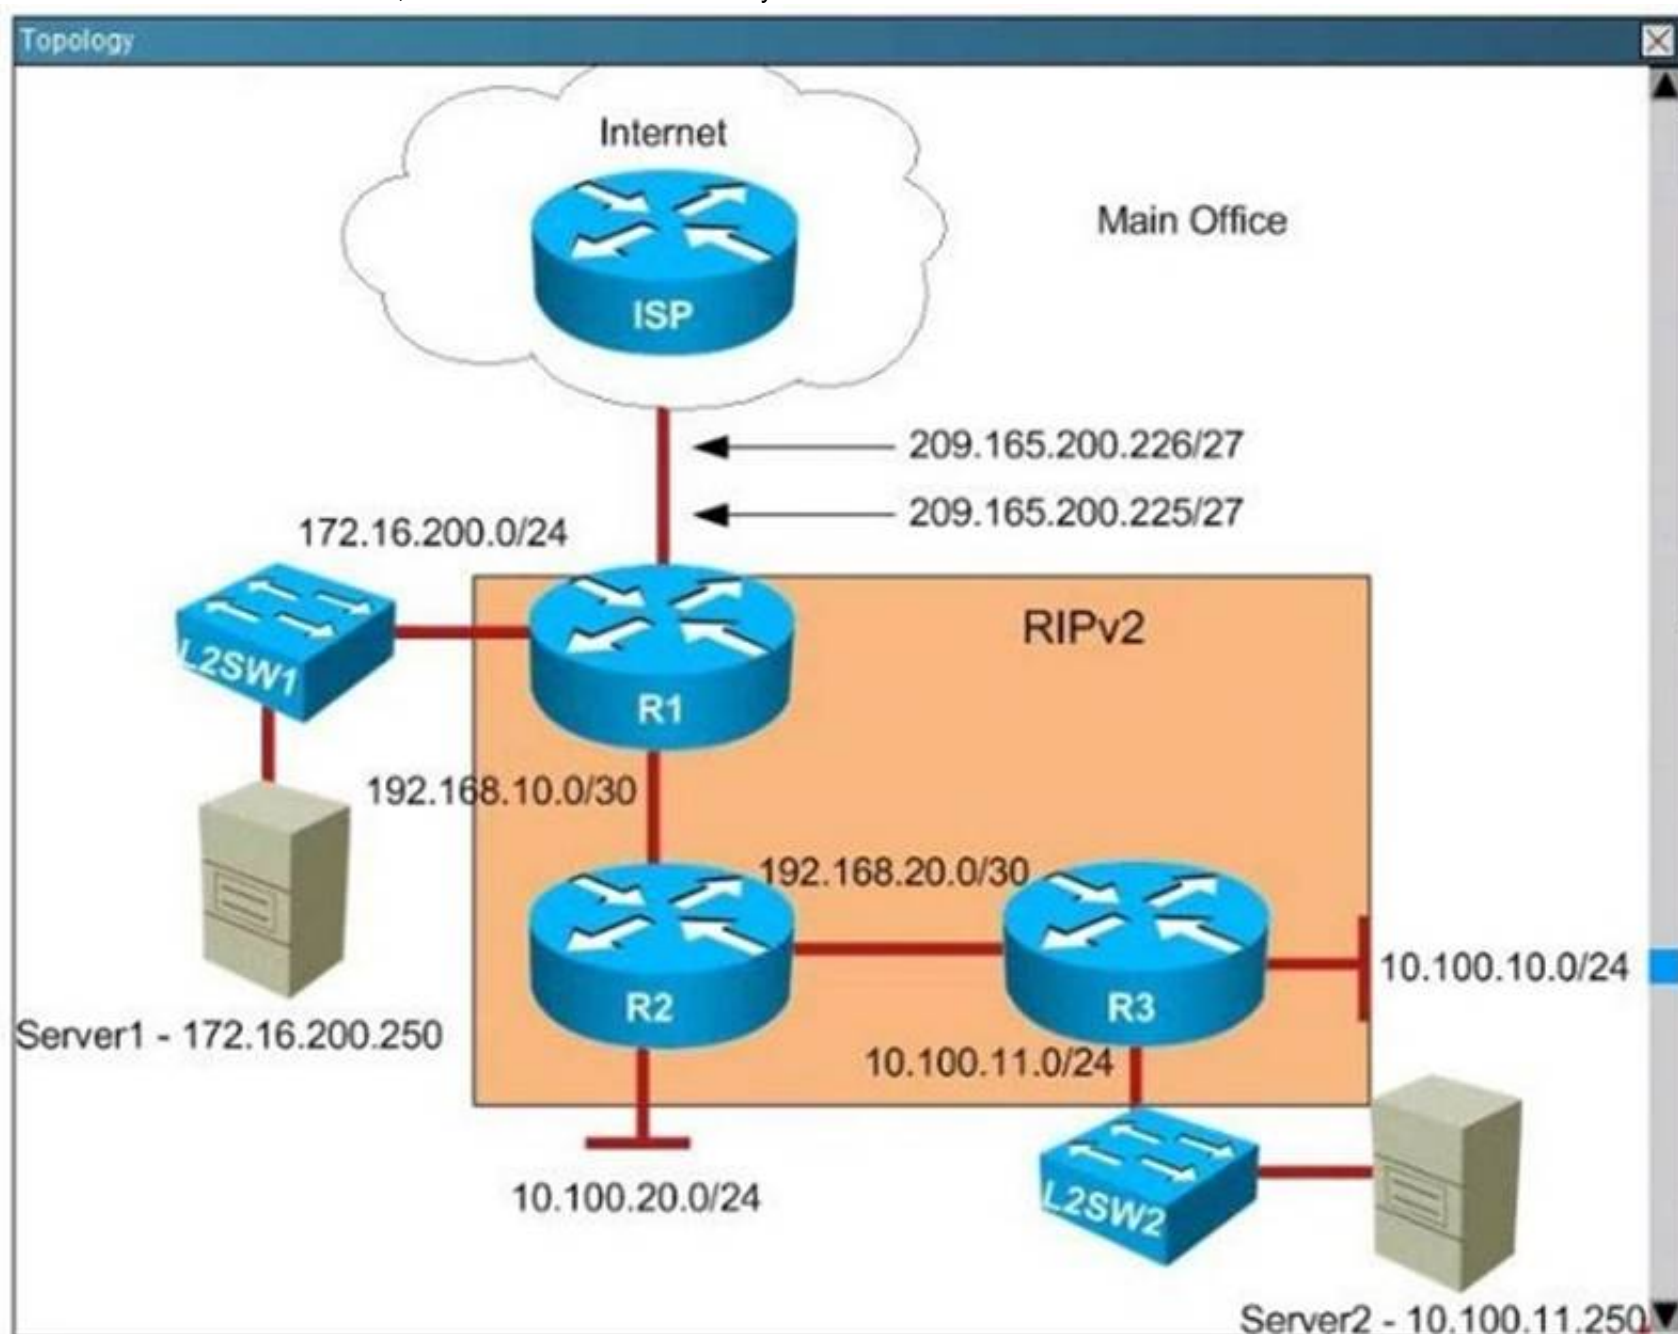 Topology
Internet
Main Office
ISP
209.165.200.226/27
209.165.200.225/27
172.16.200.0/24
RIPv2
L2SW1
R1
192.168.10.0/30
192.168.20.0/30
10.100.10.0/24
R2
R3
Server1 - 172.16.200.250
10.100.11.0/24
10.100.20.0/24
L2SW2
Server2 - 10.100.11.250